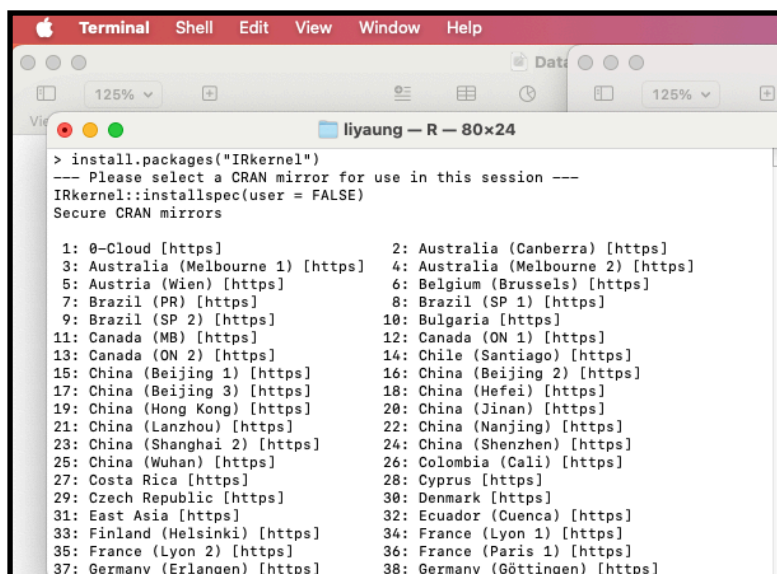 Terminal Shell Edit View Window Help
Data
125% 125%
liyaung — R — 80×24
> install.packages("IRkernel")
--- Please select a CRAN mirror for use in this session ---
IRkernel::installspec(user = FALSE)
Secure CRAN mirrors
1: 0-Cloud [https] 2: Australia (Canberra) [https]
3: Australia (Melbourne 1) [https] 4: Australia (Melbourne 2) [https]
5: Austria (Wien) [https] 6: Belgium (Brussels) [https]
7: Brazil (PR) [https] 8: Brazil (SP 1) [https]
9: Brazil (SP 2) [https] 10: Bulgaria [https]
11: Canada (MB) [https] 12: Canada (ON 1) [https]
13: Canada (ON 2) [https] 14: Chile (Santiago) [https]
15: China (Beijing 1) [https] 16: China (Beijing 2) [https]
17: China (Beijing 3) [https] 18: China (Hefei) [https]
19: China (Hong Kong) [https] 20: China (Jinan) [https]
21: China (Lanzhou) [https] 22: China (Nanjing) [https]
23: China (Shanghai 2) [https] 24: China (Shenzhen) [https]
25: China (Wuhan) [https] 26: Colombia (Cali) [https]
27: Costa Rica [https] 28: Cyprus [https]
29: Czech Republic [https] 30: Denmark [https]
31: East Asia [https] 32: Ecuador (Cuenca) [https]
33: Finland (Helsinki) [https] 34: France (Lyon 1) [https]
35: France (Lyon 2) [https] 36: France (Paris 1) [https]
37: Germany (Erlangen) [https] 38: Germany (Göttingen) [https]